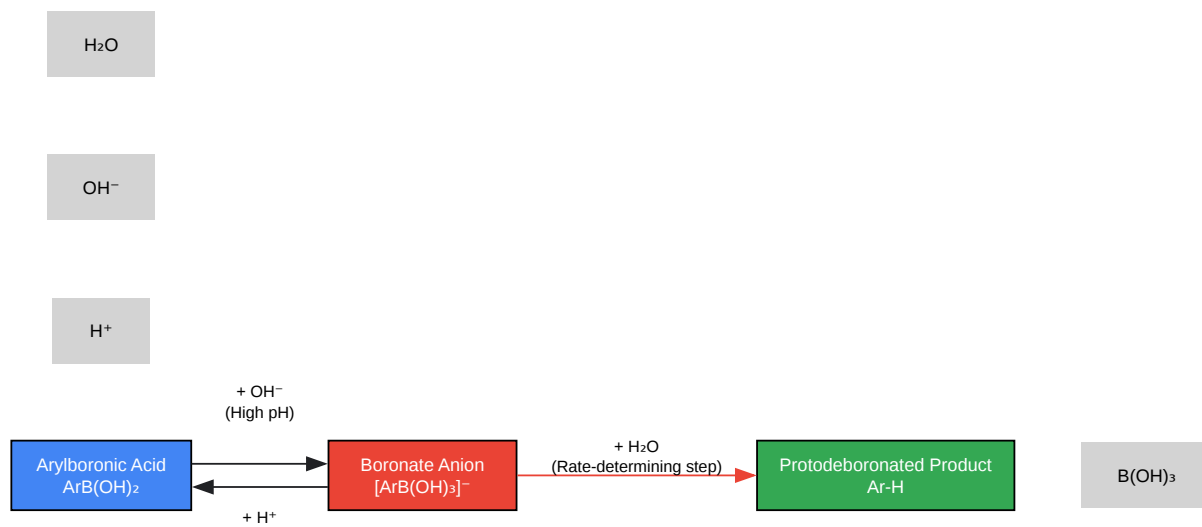 H₂O
OH⁻
H⁺
+ OH⁻
(High pH)
Arylboronic Acid
ArB(OH)₂
+ H⁺
Boronate Anion
[ArB(OH)₃]⁻
+ H₂O
(Rate-determining step)
Protodeboronated Product
Ar-H
B(OH)₃